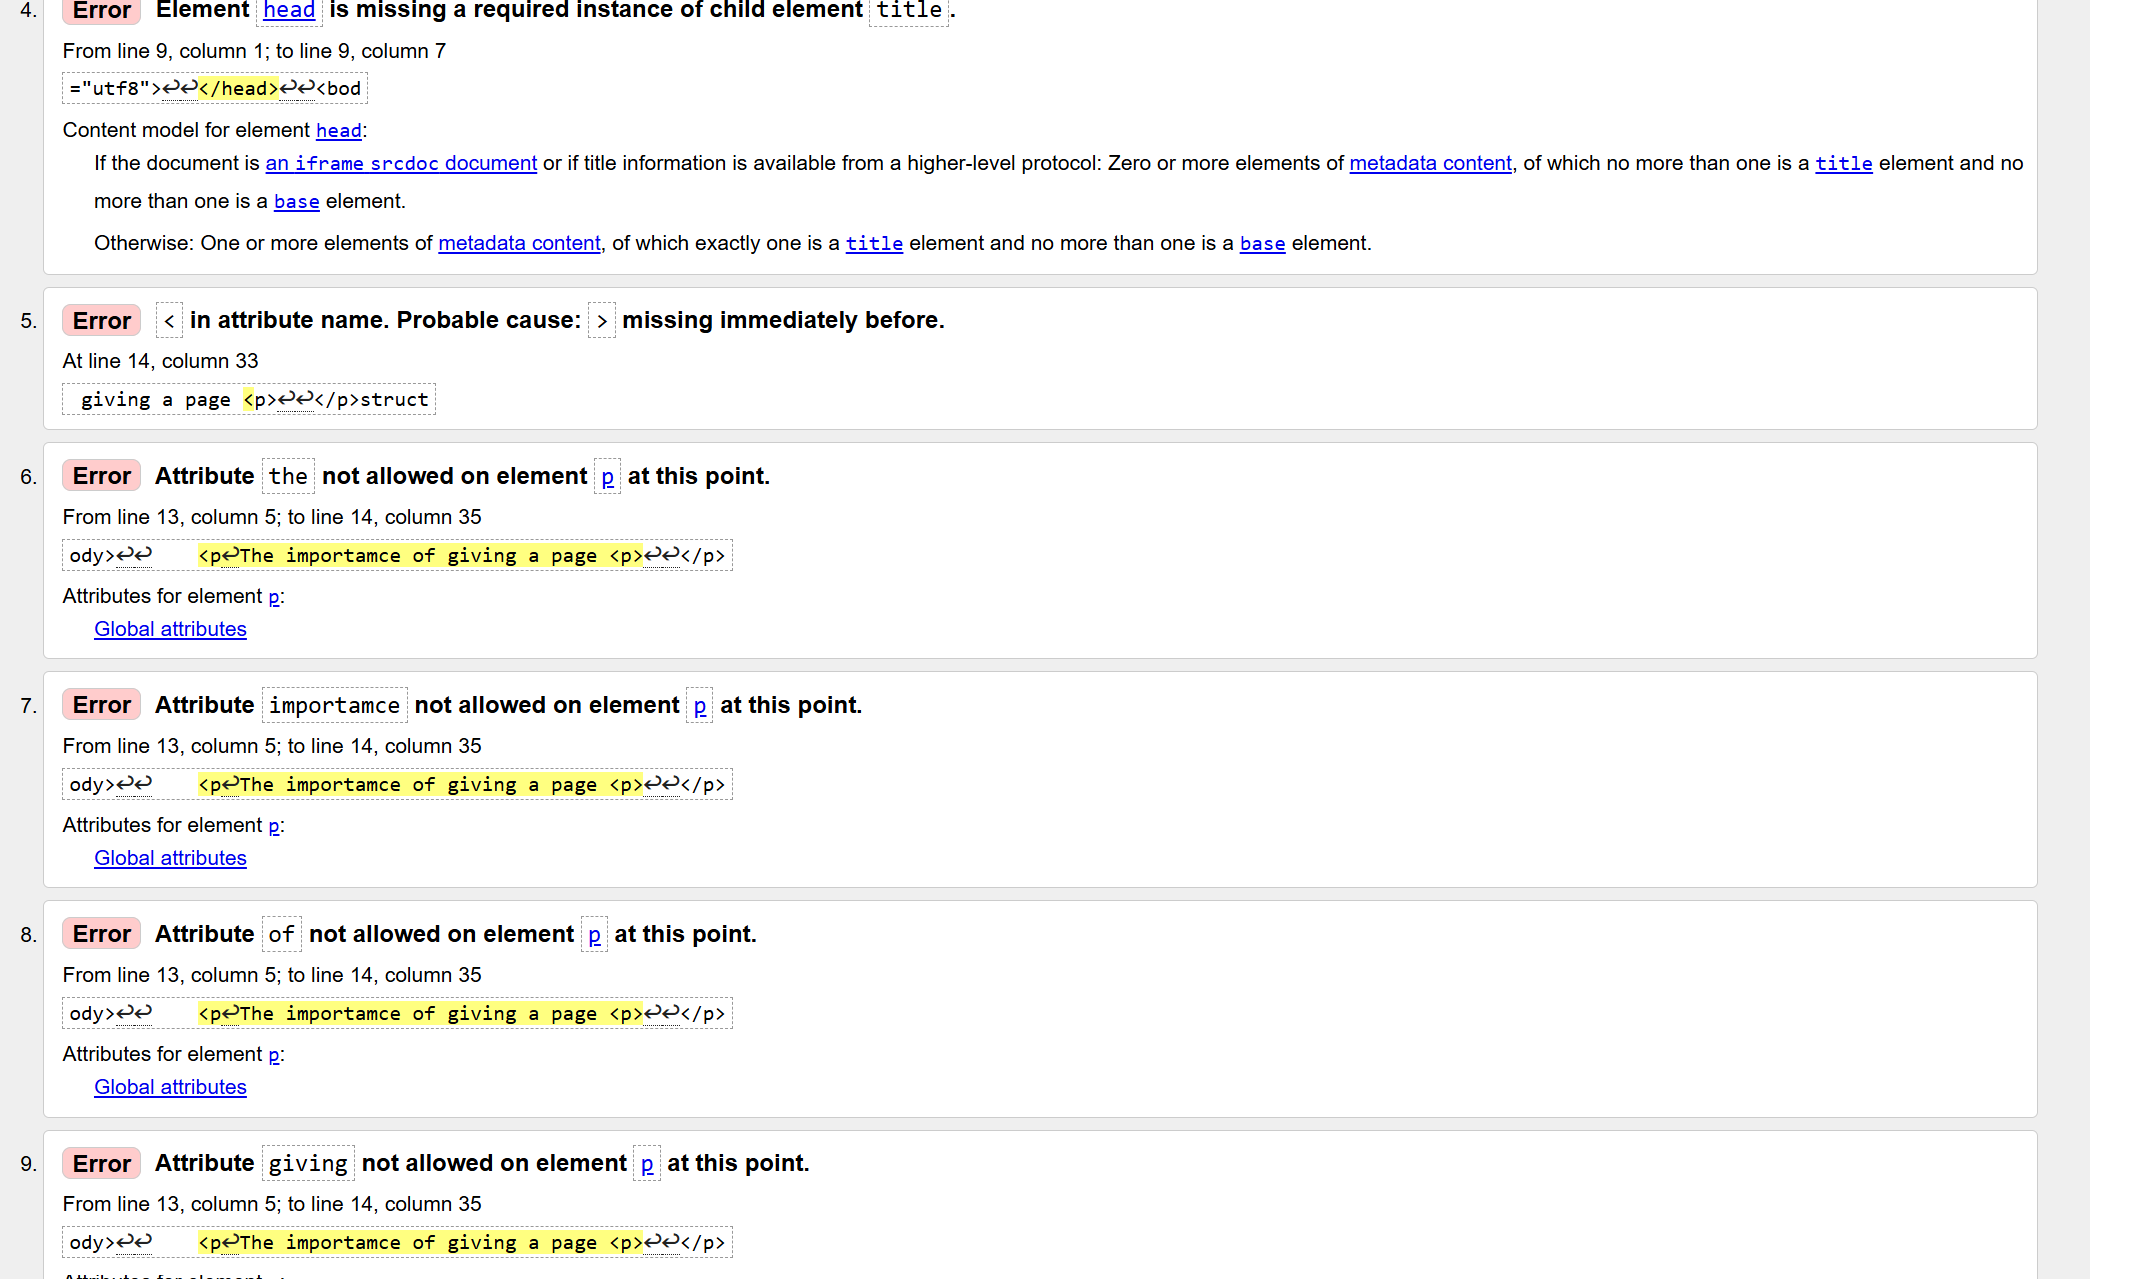 4. Error Element head is missing a required instance of child element title.
From line 9, column 1; to line 9, column 7
="utf8">↩↩</head>↩↩<bod
Content model for element head:
If the document is an iframe srcdoc document or if title information is available from a higher-level protocol: Zero or more elements of metadata content, of which no more than one is a title element and no
more than one is a base element.
Otherwise: One or more elements of metadata content, of which exactly one is a title element and no more than one is a base element.
5. Error < in attribute name. Probable cause: > missing immediately before.
At line 14, column 33
giving a page <p>↩↩</p>struct
6. Error Attribute the not allowed on element p at this point.
From line 13, column 5; to line 14, column 35
ody>↩↩    <p↩The importamce of giving a page <p>↩↩</p>
Attributes for element p:
Global attributes
7. Error Attribute importamce not allowed on element p at this point.
From line 13, column 5; to line 14, column 35
ody>↩↩    <p↩The importamce of giving a page <p>↩↩</p>
Attributes for element p:
Global attributes
8. Error Attribute of not allowed on element p at this point.
From line 13, column 5; to line 14, column 35
ody>↩↩    <p↩The importamce of giving a page <p>↩↩</p>
Attributes for element p:
Global attributes
9. Error Attribute giving not allowed on element p at this point.
From line 13, column 5; to line 14, column 35
ody>↩↩    <p↩The importamce of giving a page <p>↩↩</p>